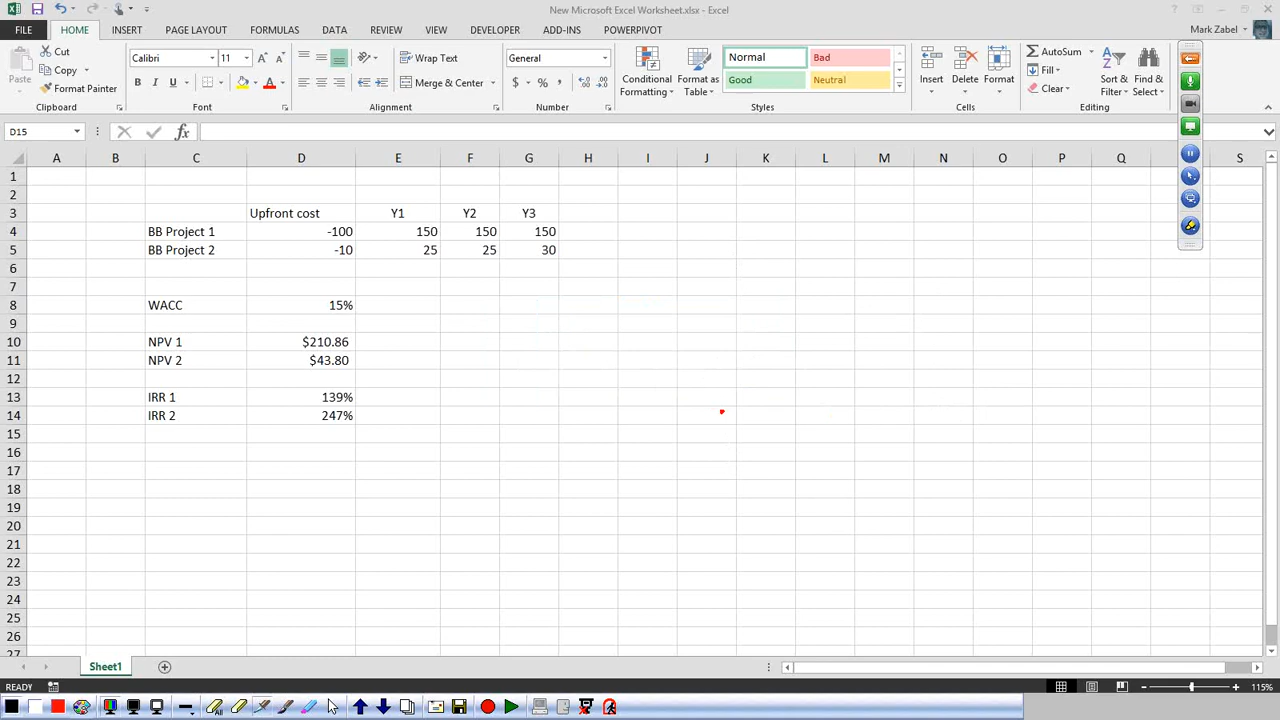 New Microsoft Excel Worksheet.xlsx - Excel
FILE HOME INSERT PAGE LAYOUT FORMULAS DATA REVIEW VIEW DEVELOPER ADD-INS POWERPIVOT Mark Zabel
Paste Cut Copy Format Painter
Calibri 11 B I U
Wrap Text Merge & Center
General $ % ,
Conditional Formatting Format as Table
Normal Bad
Good Neutral
Insert Delete Format
AutoSum Fill Clear Sort & Filter Find & Select
Clipboard Font Alignment Number Styles Cells Editing
D15 fx
A B C D E F G H I J K L M N O P Q S
1
2
3 Upfront cost Y1 Y2 Y3
4 BB Project 1 -100 150 150 150
5 BB Project 2 -10 25 25 30
6
7
8 WACC 15%
9
10 NPV 1 $210.86
11 NPV 2 $43.80
12
13 IRR 1 139%
14 IRR 2 247%
15
16
17
18
19
20
21
22
23
24
25
26
27
Sheet1
READY 115%